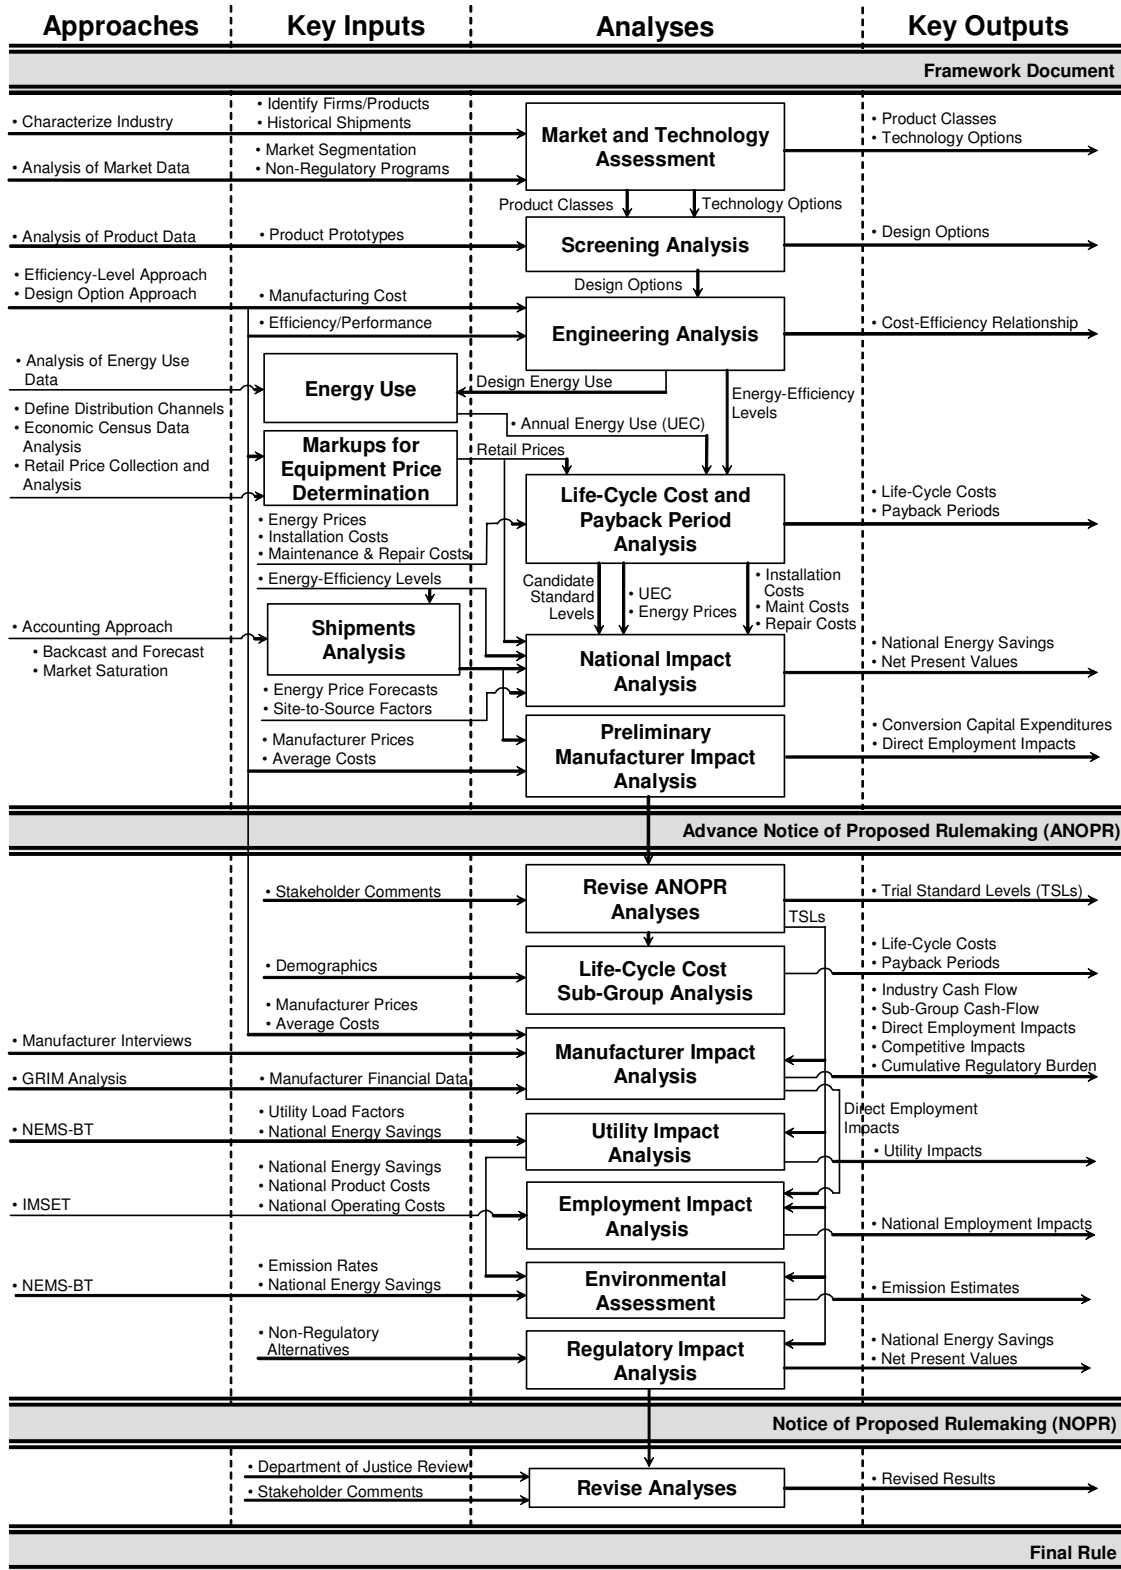 Approaches
Key Inputs
Analyses
Key Outputs
Framework Document
• Characterize Industry
• Analysis of Market Data
• Identify Firms/Products
• Historical Shipments
• Market Segmentation
• Non-Regulatory Programs
Market and Technology
Assessment
• Product Classes
• Technology Options
Product Classes
Technology Options
• Analysis of Product Data
• Product Prototypes
Screening Analysis
• Design Options
• Efficiency-Level Approach
• Design Option Approach
Design Options
• Manufacturing Cost
• Efficiency/Performance
Engineering Analysis
• Cost-Efficiency Relationship
• Analysis of Energy Use
Data
Energy Use
Design Energy Use
Energy-Efficiency
Levels
• Define Distribution Channels
• Economic Census Data
Analysis
• Retail Price Collection and
Analysis
• Annual Energy Use (UEC)
Markups for
Equipment Price
Determination
Retail Prices
Life-Cycle Cost and
Payback Period
Analysis
• Life-Cycle Costs
• Payback Periods
• Energy Prices
• Installation Costs
• Maintenance & Repair Costs
• Energy-Efficiency Levels
Candidate
Standard
Levels
• UEC
• Energy Prices
• Installation
Costs
• Maint Costs
• Repair Costs
• Accounting Approach
• Backcast and Forecast
• Market Saturation
Shipments
Analysis
National Impact
Analysis
• National Energy Savings
• Net Present Values
• Energy Price Forecasts
• Site-to-Source Factors
• Manufacturer Prices
• Average Costs
Preliminary
Manufacturer Impact
Analysis
• Conversion Capital Expenditures
• Direct Employment Impacts
Advance Notice of Proposed Rulemaking (ANOPR)
• Stakeholder Comments
Revise ANOPR
Analyses
• Trial Standard Levels (TSLs)
TSLs
• Demographics
Life-Cycle Cost
Sub-Group Analysis
• Life-Cycle Costs
• Payback Periods
• Manufacturer Prices
• Average Costs
• Industry Cash Flow
• Sub-Group Cash-Flow
• Direct Employment Impacts
• Competitive Impacts
• Cumulative Regulatory Burden
• Manufacturer Interviews
• GRIM Analysis
• Manufacturer Financial Data
Manufacturer Impact
Analysis
Direct Employment
Impacts
• NEMS-BT
• Utility Load Factors
• National Energy Savings
Utility Impact
Analysis
• Utility Impacts
• IMSET
• National Energy Savings
• National Product Costs
• National Operating Costs
Employment Impact
Analysis
• National Employment Impacts
• NEMS-BT
• Emission Rates
• National Energy Savings
Environmental
Assessment
• Emission Estimates
• Non-Regulatory
Alternatives
Regulatory Impact
Analysis
• National Energy Savings
• Net Present Values
Notice of Proposed Rulemaking (NOPR)
• Department of Justice Review
• Stakeholder Comments
Revise Analyses
• Revised Results
Final Rule